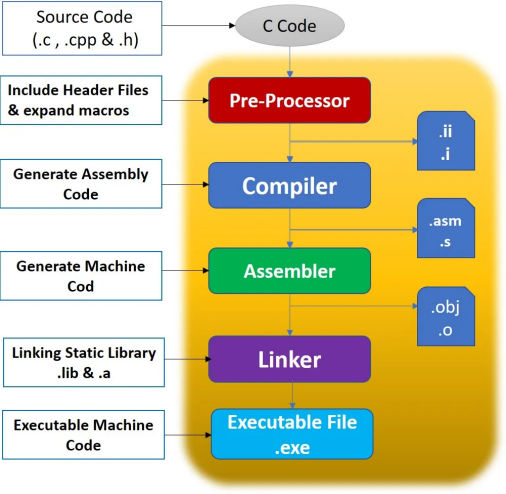 Source Code
(.c , .cpp & .h)
C Code
Include Header Files
& expand macros
Pre-Processor
.ii
.i
Generate Assembly
Code
Compiler
.asm
.s
Generate Machine
Cod
Assembler
.obj
.o
Linking Static Library
.lib & .a
Linker
Executable Machine
Code
Executable File
.exe